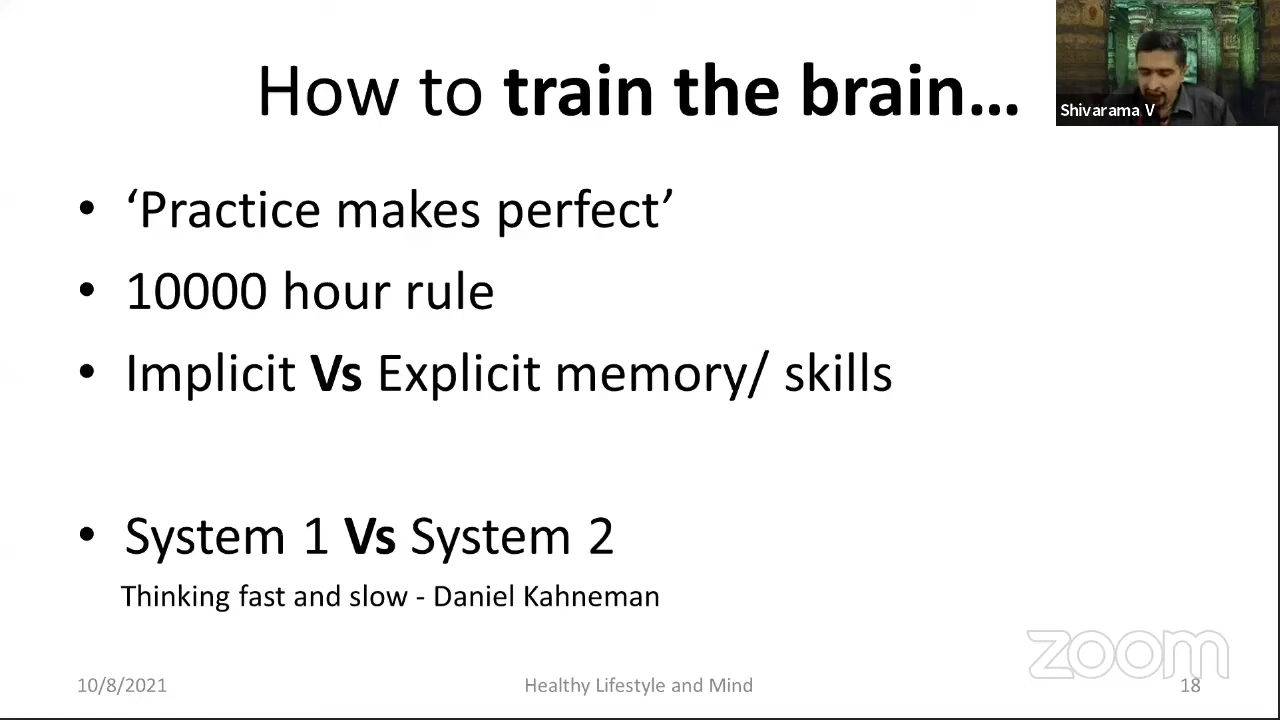 How to train the brain…
Shivarama V
• ‘Practice makes perfect’
• 10000 hour rule
• Implicit Vs Explicit memory/ skills
• System 1 Vs System 2
Thinking fast and slow - Daniel Kahneman
zoom
10/8/2021
Healthy Lifestyle and Mind
18